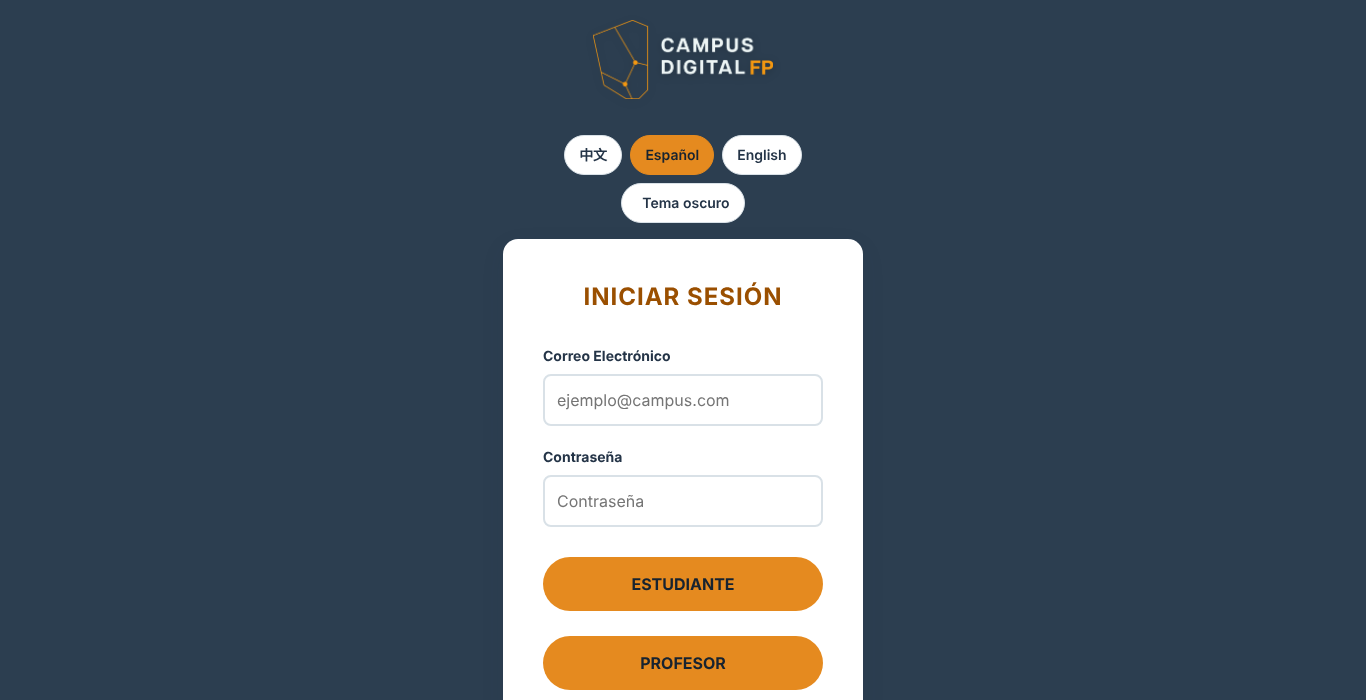 CAMPUS
DIGITAL FP
中文 Español English
Tema oscuro
INICIAR SESIÓN
Correo Electrónico
ejemplo@campus.com
Contraseña
Contraseña
ESTUDIANTE
PROFESOR